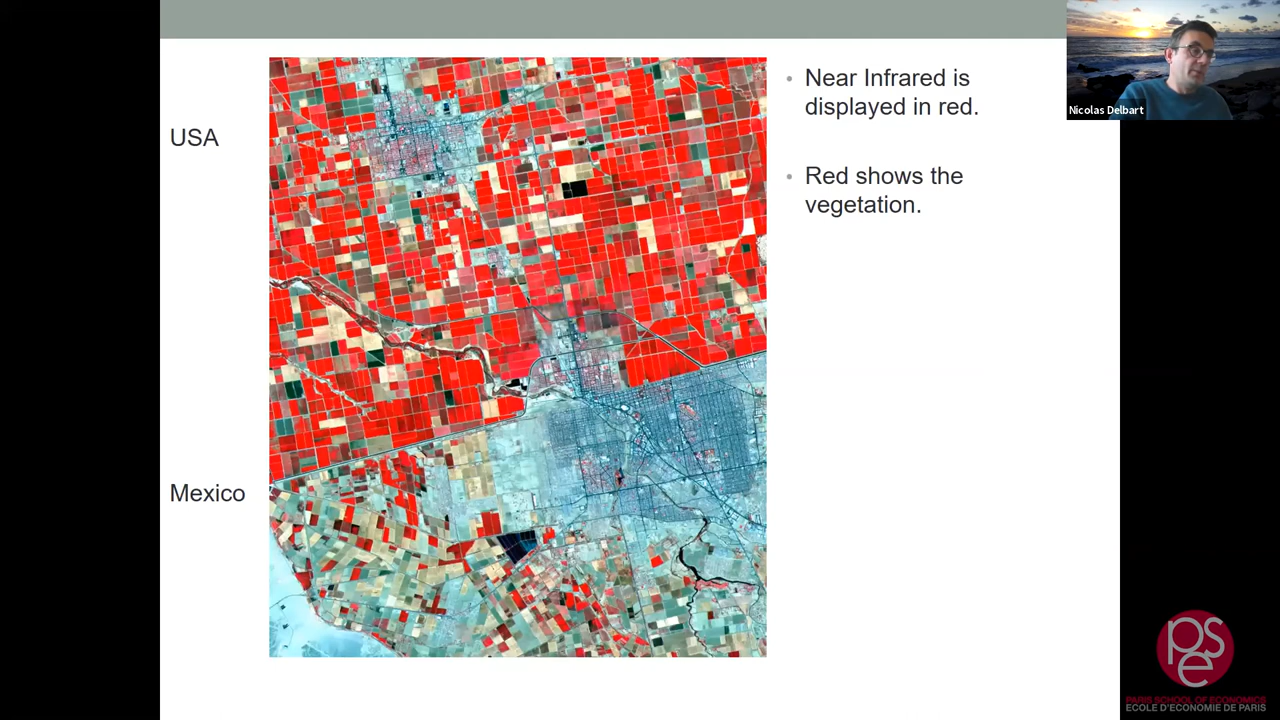 USA
Mexico
Near Infrared is
displayed in red.
Red shows the
vegetation.
Nicolas Delbart
pse
PARIS SCHOOL OF ECONOMICS
ECOLE D'ECONOMIE DE PARIS